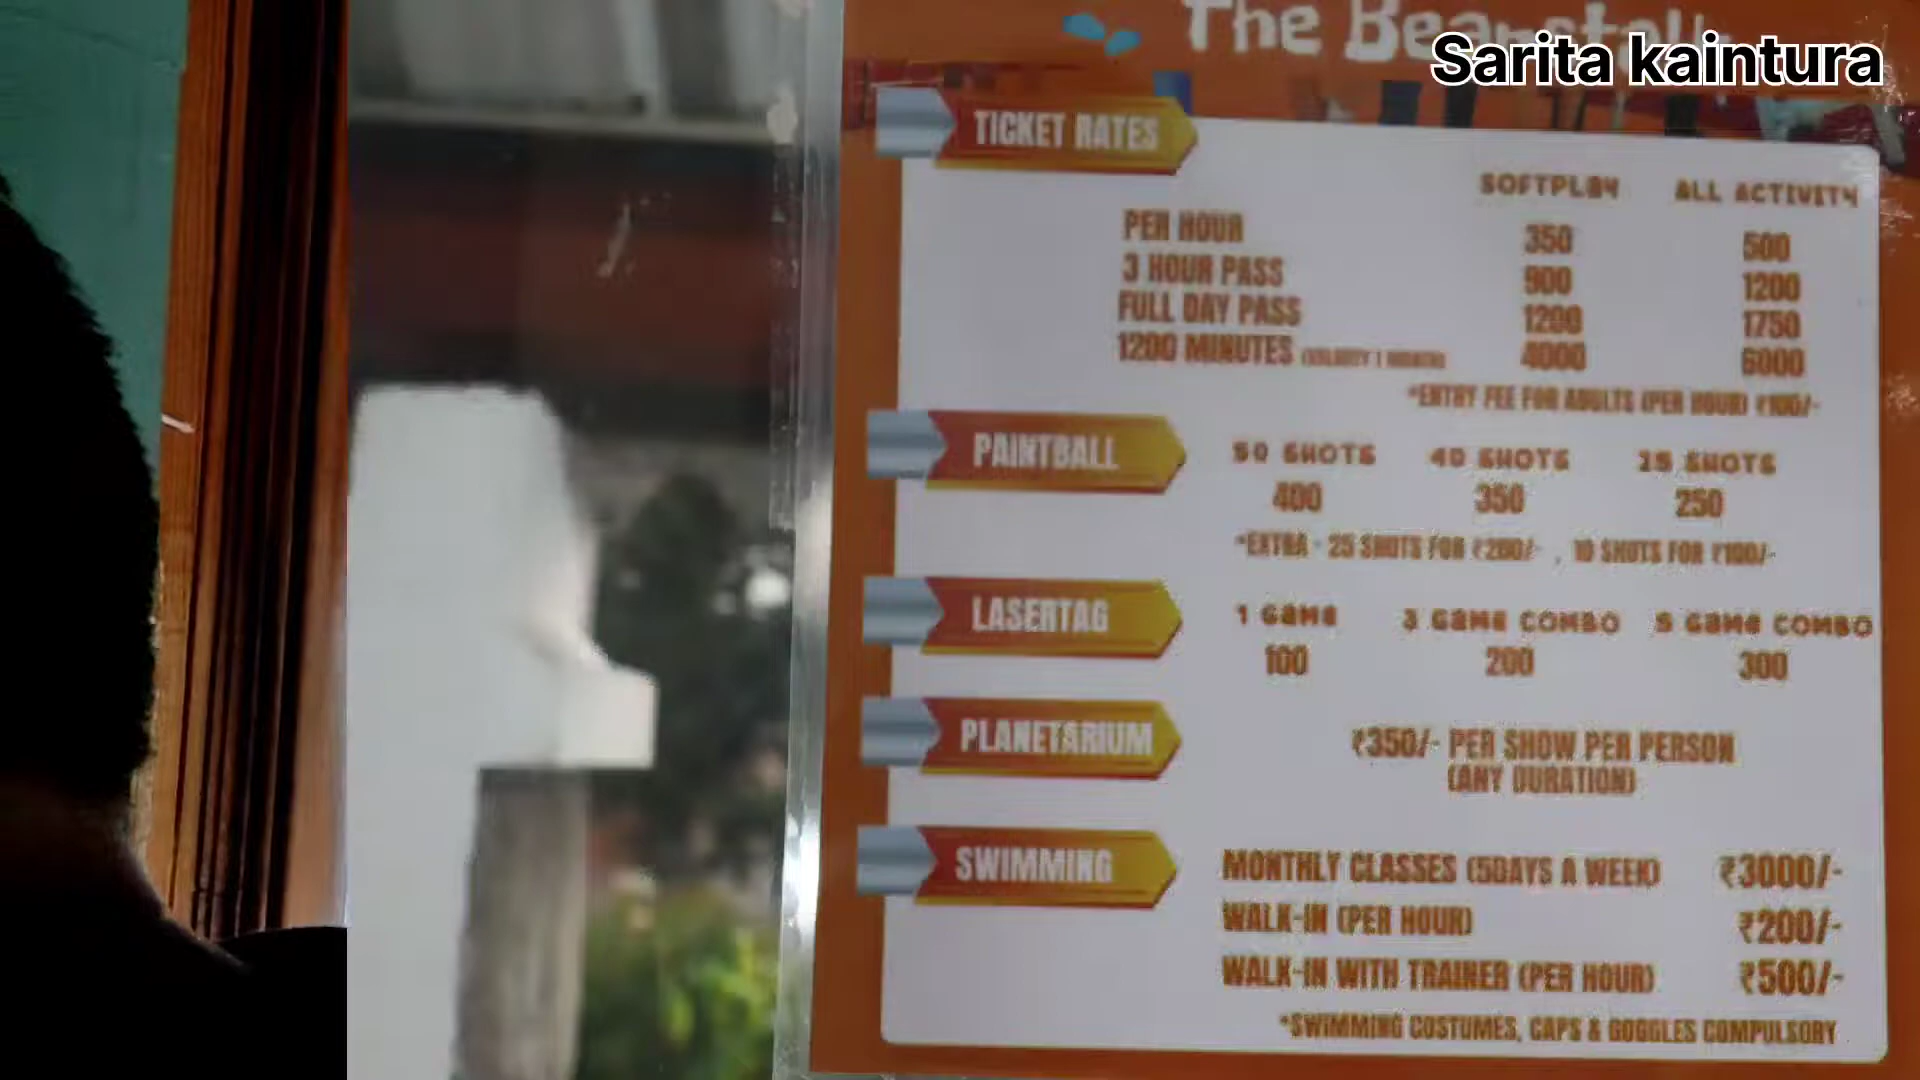 The Beanstalk
Sarita kaintura
TICKET RATES
SOFTPLAY ALL ACTIVITY
PER HOUR 350 500
3 HOUR PASS 900 1200
FULL DAY PASS 1200 1750
1200 MINUTES 4000 6000
*ENTRY FEE FOR ADULTS (PER HOUR) ₹100/-
PAINTBALL
50 SHOTS 40 SHOTS 25 SHOTS
400 350 250
*EXTRA - 25 SHOTS FOR ₹200/- , 10 SHOTS FOR ₹100/-
LASERTAG
1 GAME 3 GAME COMBO 5 GAME COMBO
100 200 300
PLANETARIUM
₹350/- PER SHOW PER PERSON
(ANY DURATION)
SWIMMING
MONTHLY CLASSES (5DAYS A WEEK) ₹3000/-
WALK-IN (PER HOUR) ₹200/-
WALK-IN WITH TRAINER (PER HOUR) ₹500/-
*SWIMMING COSTUMES, CAPS & GOGGLES COMPULSORY